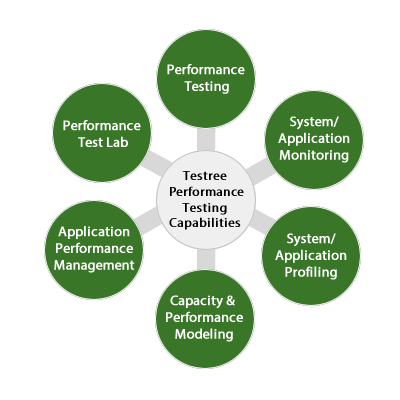 Performance
Testing
System/
Application
Monitoring
System/
Application
Profiling
Capacity &
Performance
Modeling
Application
Performance
Management
Performance
Test Lab
Testree
Performance
Testing
Capabilities